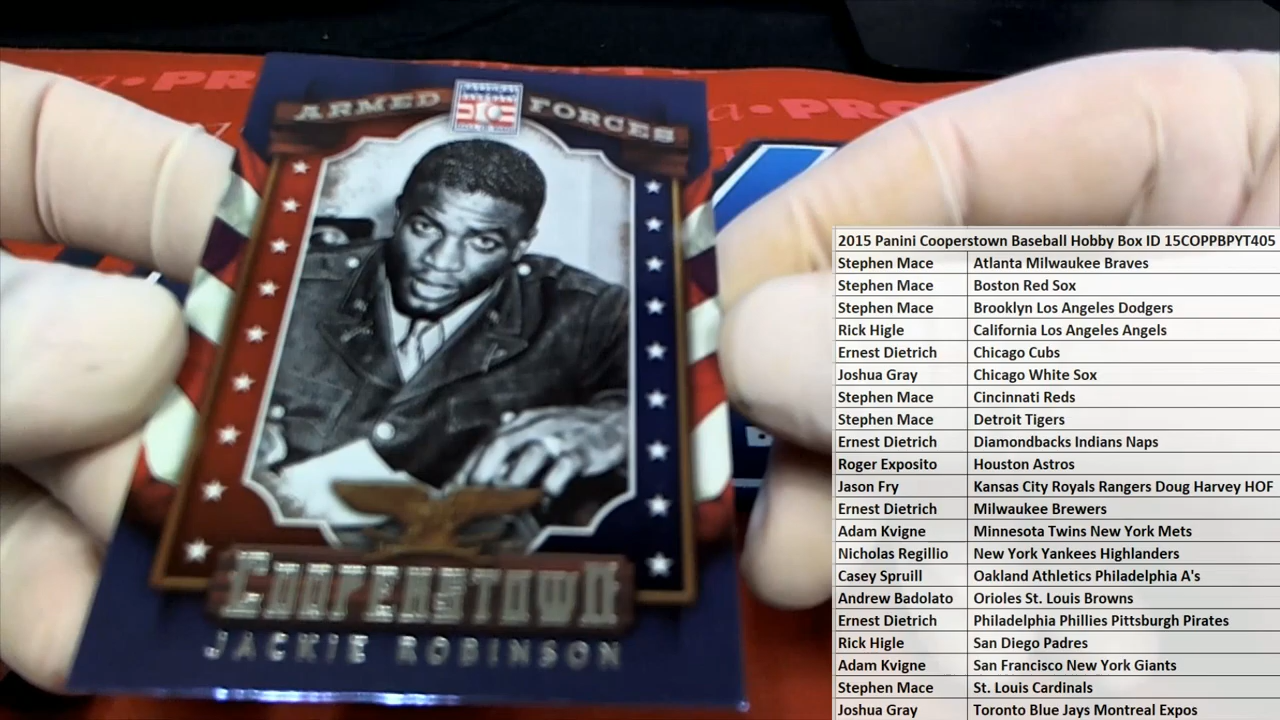 ARMED FORCES
COOPERSTOWN
JACKIE ROBINSON
2015 Panini Cooperstown Baseball Hobby Box ID 15COPPBPYT405
Stephen Mace Atlanta Milwaukee Braves
Stephen Mace Boston Red Sox
Stephen Mace Brooklyn Los Angeles Dodgers
Rick Higle California Los Angeles Angels
Ernest Dietrich Chicago Cubs
Joshua Gray Chicago White Sox
Stephen Mace Cincinnati Reds
Stephen Mace Detroit Tigers
Ernest Dietrich Diamondbacks Indians Naps
Roger Exposito Houston Astros
Jason Fry Kansas City Royals Rangers Doug Harvey HOF
Ernest Dietrich Milwaukee Brewers
Adam Kvigne Minnesota Twins New York Mets
Nicholas Regillio New York Yankees Highlanders
Casey Spruill Oakland Athletics Philadelphia A's
Andrew Badolato Orioles St. Louis Browns
Ernest Dietrich Philadelphia Phillies Pittsburgh Pirates
Rick Higle San Diego Padres
Adam Kvigne San Francisco New York Giants
Stephen Mace St. Louis Cardinals
Joshua Gray Toronto Blue Jays Montreal Expos